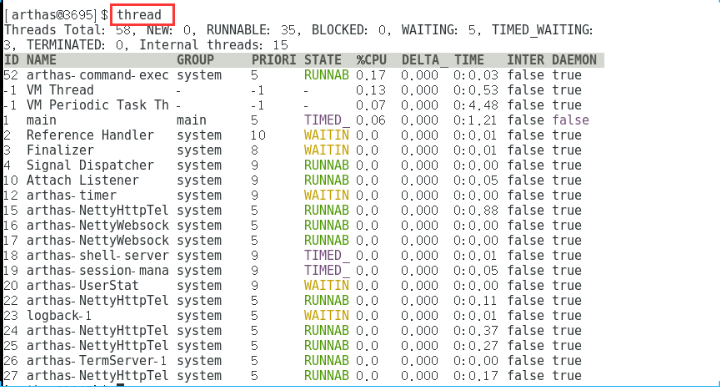 [arthas@3695]$ thread
Threads Total: 58, NEW: 0, RUNNABLE: 35, BLOCKED: 0, WAITING: 5, TIMED_WAITING:
3, TERMINATED: 0, Internal threads: 15
ID NAME GROUP PRIORI STATE %CPU DELTA_ TIME INTER DAEMON
52 arthas-command-exec system 5 RUNNAB 0.17 0.000 0:0.03 false true
-1 VM Thread - -1 - 0.13 0.000 0:0.53 false true
-1 VM Periodic Task Th - -1 - 0.07 0.000 0:4.48 false true
1 main main 5 TIMED_ 0.06 0.000 0:1.21 false false
2 Reference Handler system 10 WAITIN 0.0 0.000 0:0.01 false true
3 Finalizer system 8 WAITIN 0.0 0.000 0:0.01 false true
4 Signal Dispatcher system 9 RUNNAB 0.0 0.000 0:0.00 false true
10 Attach Listener system 9 RUNNAB 0.0 0.000 0:0.05 false true
12 arthas-timer system 9 WAITIN 0.0 0.000 0:0.00 false true
15 arthas-NettyHttpTel system 5 RUNNAB 0.0 0.000 0:0.88 false true
16 arthas-NettyWebsock system 5 RUNNAB 0.0 0.000 0:0.00 false true
17 arthas-NettyWebsock system 5 RUNNAB 0.0 0.000 0:0.00 false true
18 arthas-shell-server system 9 TIMED_ 0.0 0.000 0:0.01 false true
19 arthas-session-mana system 9 TIMED_ 0.0 0.000 0:0.05 false true
20 arthas-UserStat system 9 WAITIN 0.0 0.000 0:0.00 false true
22 arthas-NettyHttpTel system 5 RUNNAB 0.0 0.000 0:0.11 false true
23 logback-1 system 5 WAITIN 0.0 0.000 0:0.01 false true
24 arthas-NettyHttpTel system 5 RUNNAB 0.0 0.000 0:0.37 false true
25 arthas-NettyHttpTel system 5 RUNNAB 0.0 0.000 0:0.27 false true
26 arthas-TermServer-1 system 5 RUNNAB 0.0 0.000 0:0.00 false true
27 arthas-NettyHttpTel system 5 RUNNAB 0.0 0.000 0:0.17 false true